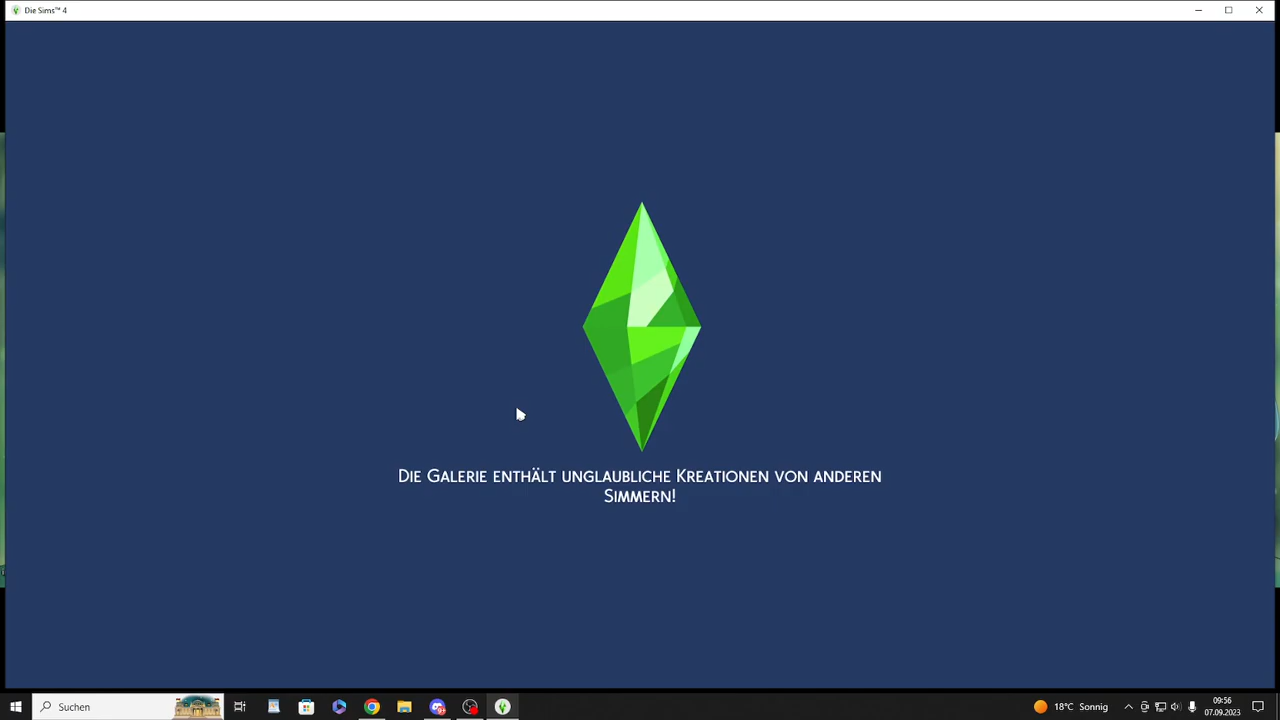 Die Sims™ 4
Die Galerie enthält unglaubliche Kreationen von anderen
Simmern!
Suchen
18°C Sonnig
09:56
07.09.2023